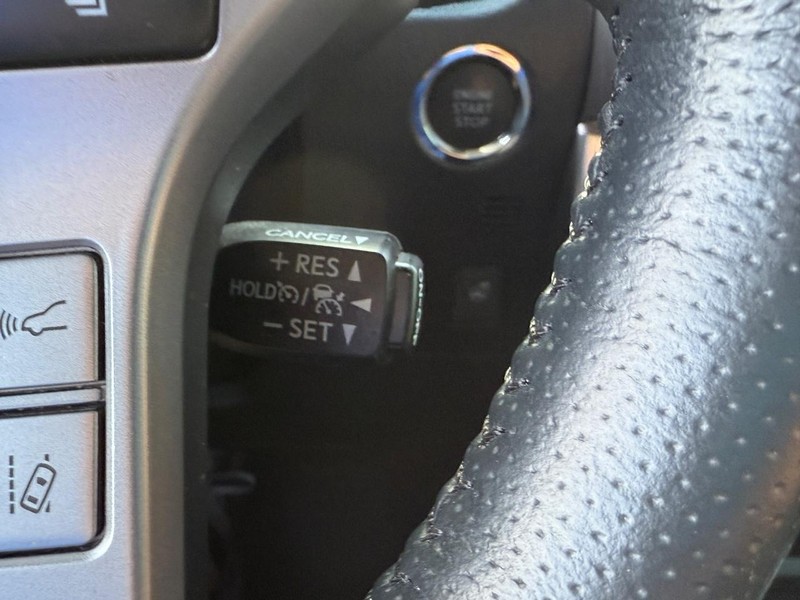 ENGINE
START
STOP
CANCEL▼
+ RES ▲
HOLD / ◄
− SET ▼